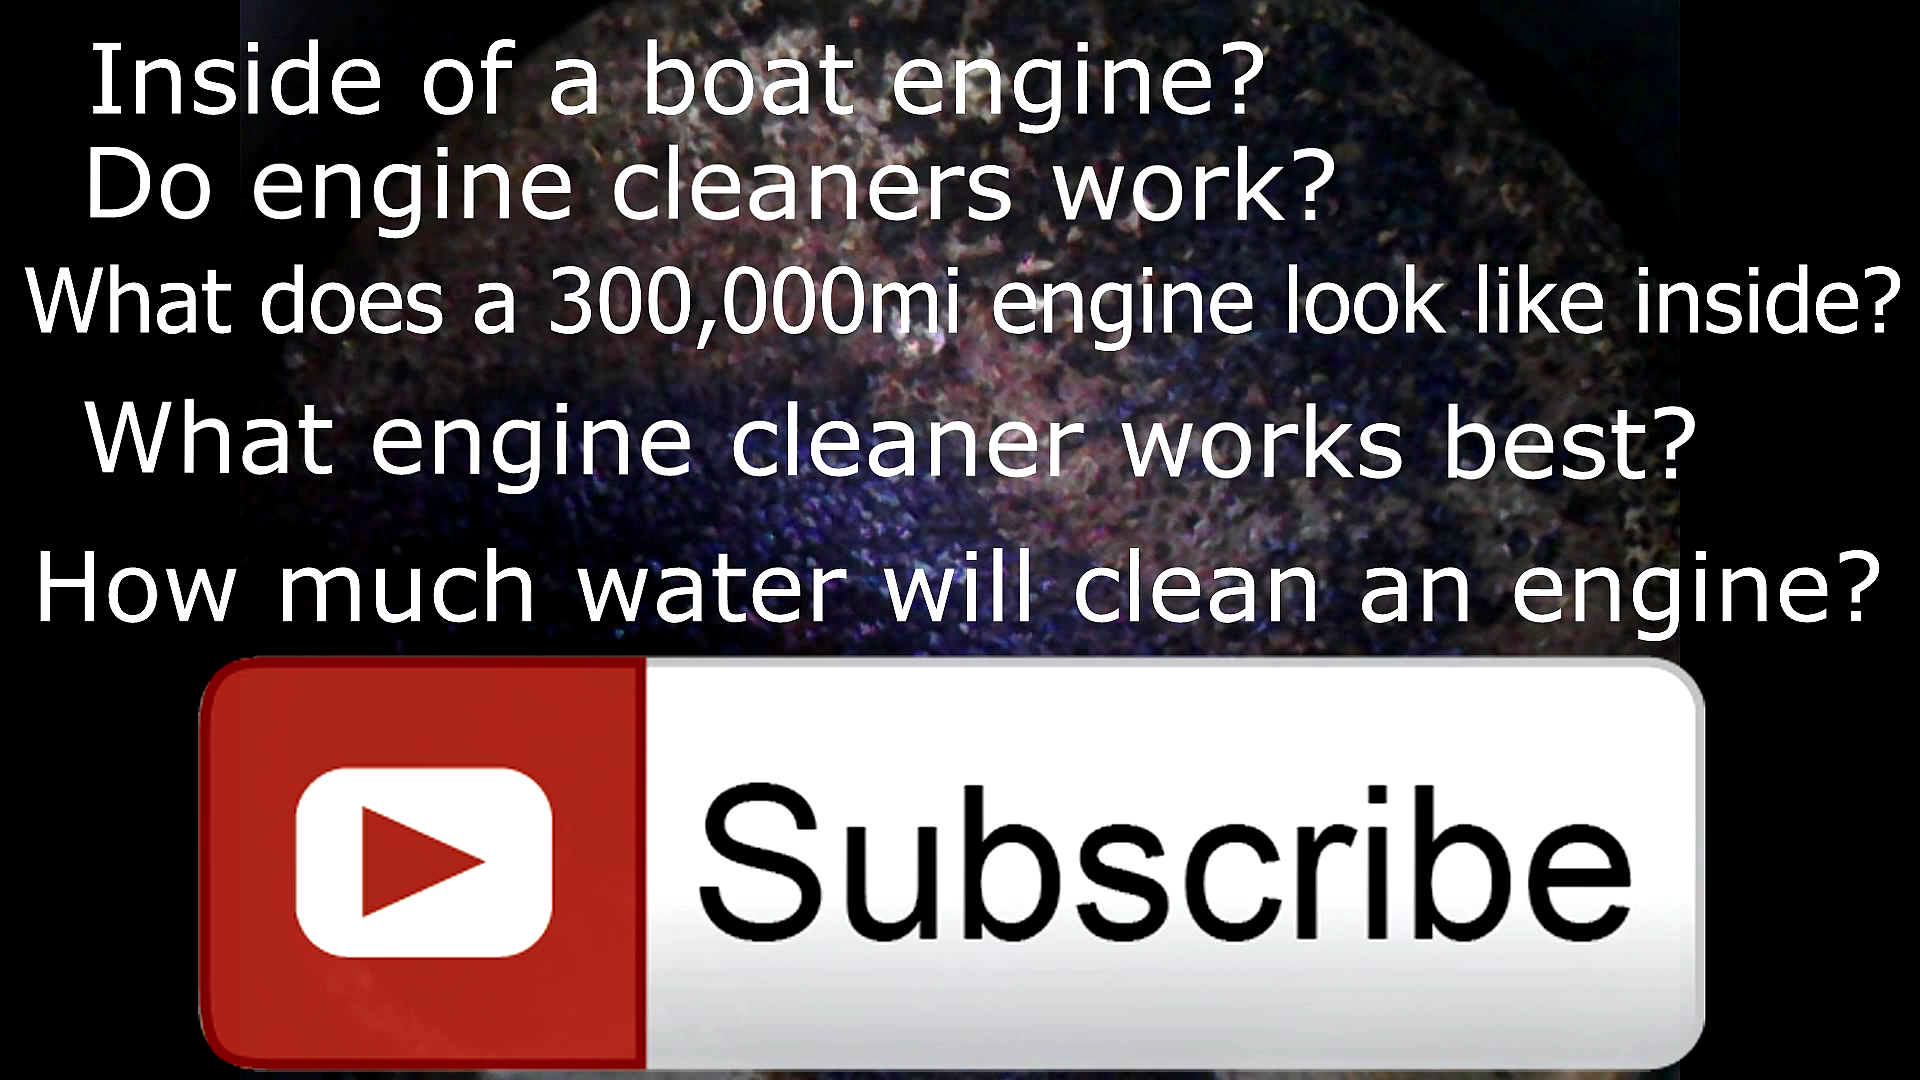 Inside of a boat engine?
Do engine cleaners work?
What does a 300,000mi engine look like inside?
What engine cleaner works best?
How much water will clean an engine?
Subscribe